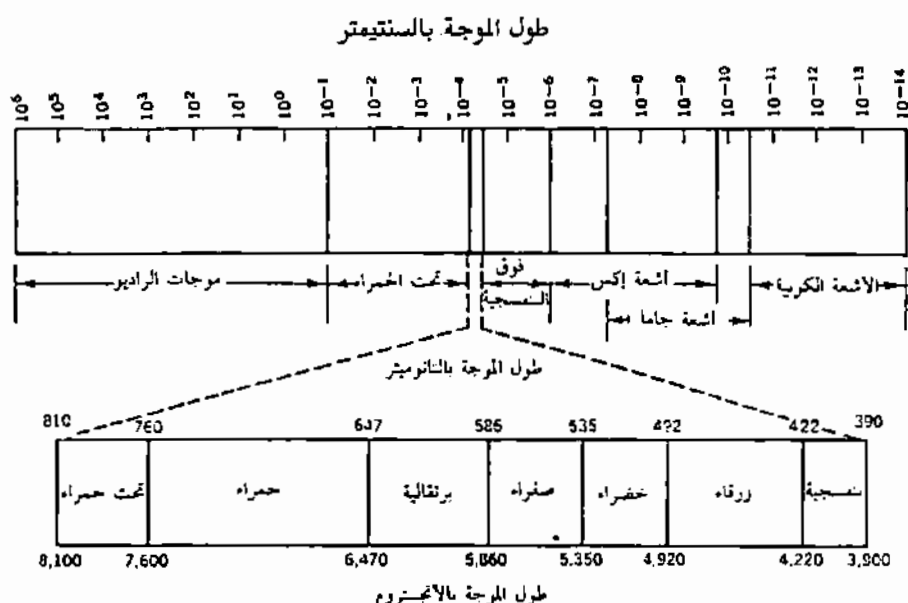 طول الموجة بالسنتيمتر
10⁶ 10⁵ 10⁴ 10³ 10² 10¹ 10⁰ 10⁻¹ 10⁻² 10⁻³ 10⁻⁴ 10⁻⁵ 10⁻⁶ 10⁻⁷ 10⁻⁸ 10⁻⁹ 10⁻¹⁰ 10⁻¹¹ 10⁻¹² 10⁻¹³ 10⁻¹⁴
موجات الراديو
تحت الحمراء
فوق
البنفسجية
أشعة إكس
الأشعة الكونية
أشعة جاما
طول الموجة بالنانوميتر
810 760 647 586 535 492 422 390
تحت حمراء
حمراء
برتقالية
صفراء
خضراء
زرقاء
بنفسجية
8,100 7,600 6,470 5,860 5,350 4,920 4,220 3,900
طول الموجة بالأنجستروم